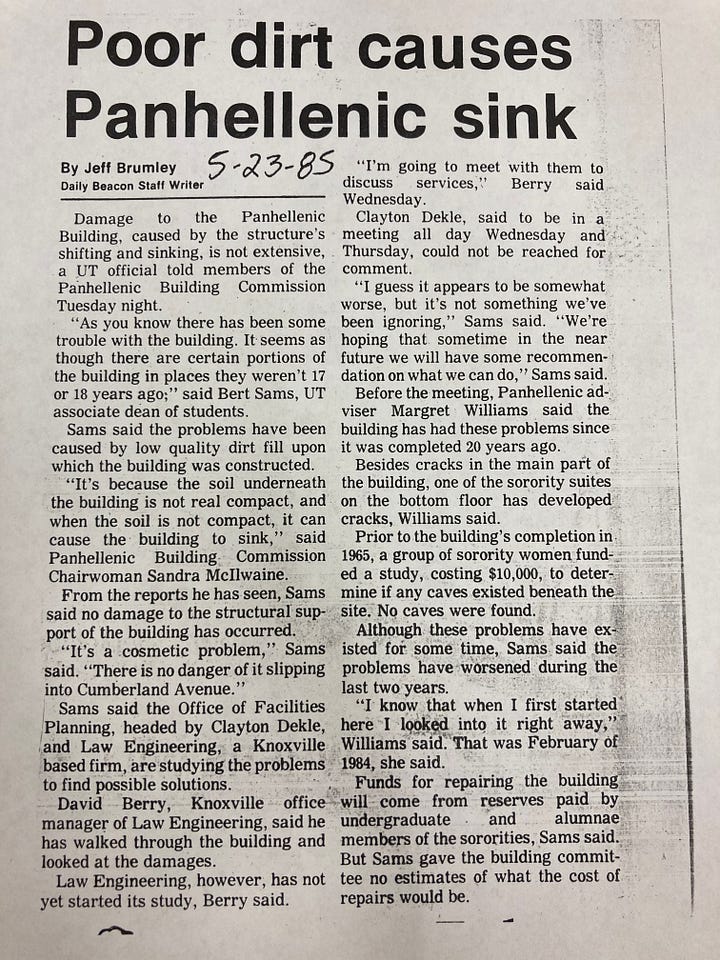 Poor dirt causes
Panhellenic sink
By Jeff Brumley
Daily Beacon Staff Writer
5-23-85
Damage to the Panhellenic
Building, caused by the structure's
shifting and sinking, is not extensive,
a UT official told members of the
Panhellenic Building Commission
Tuesday night.
"As you know there has been some
trouble with the building. It seems as
though there are certain portions of
the building in places they weren't 17
or 18 years ago;" said Bert Sams, UT
associate dean of students.
Sams said the problems have been
caused by low quality dirt fill upon
which the building was constructed.
"It's because the soil underneath
the building is not real compact, and
when the soil is not compact, it can
cause the building to sink," said
Panhellenic Building Commission
Chairwoman Sandra McIlwaine.
From the reports he has seen, Sams
said no damage to the structural sup-
port of the building has occurred.
"It's a cosmetic problem," Sams
said. "There is no danger of it slipping
into Cumberland Avenue."
Sams said the Office of Facilities
Planning, headed by Clayton Dekle,
and Law Engineering, a Knoxville
based firm, are studying the problems
to find possible solutions.
David Berry, Knoxville office
manager of Law Engineering, said he
has walked through the building and
looked at the damages.
Law Engineering, however, has not
yet started its study, Berry said.
"I'm going to meet with them to
discuss services," Berry said
Wednesday.
Clayton Dekle, said to be in a
meeting all day Wednesday and
Thursday, could not be reached for
comment.
"I guess it appears to be somewhat
worse, but it's not something we've
been ignoring," Sams said. "We're
hoping that sometime in the near
future we will have some recommen-
dation on what we can do," Sams said.
Before the meeting, Panhellenic ad-
viser Margret Williams said the
building has had these problems since
it was completed 20 years ago.
Besides cracks in the main part of
the building, one of the sorority suites
on the bottom floor has developed
cracks, Williams said.
Prior to the building's completion in
1965, a group of sorority women fund-
ed a study, costing $10,000, to deter-
mine if any caves existed beneath the
site. No caves were found.
Although these problems have ex-
isted for some time, Sams said the
problems have worsened during the
last two years.
"I know that when I first started
here I looked into it right away,"
Williams said. That was February of
1984, she said.
Funds for repairing the building
will come from reserves paid by
undergraduate and alumnae
members of the sororities, Sams said.
But Sams gave the building commit-
tee no estimates of what the cost of
repairs would be.